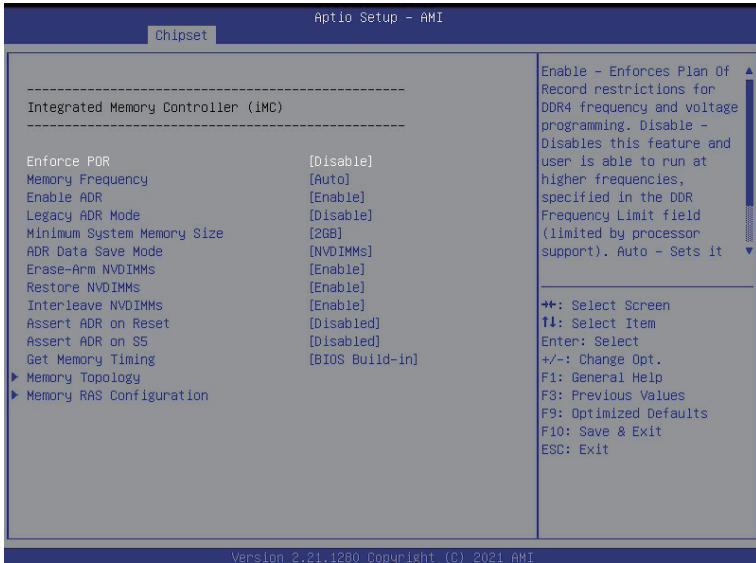 Aptio Setup – AMI
Chipset
Integrated Memory Controller (iMC)
Enforce POR [Disable]
Memory Frequency [Auto]
Enable ADR [Enable]
Legacy ADR Mode [Disable]
Minimum System Memory Size [2GB]
ADR Data Save Mode [NVDIMMs]
Erase-Arm NVDIMMs [Enable]
Restore NVDIMMs [Enable]
Interleave NVDIMMs [Enable]
Assert ADR on Reset [Disabled]
Assert ADR on S5 [Disabled]
Get Memory Timing [BIOS Build-in]
Memory Topology
Memory RAS Configuration
Enable – Enforces Plan Of
Record restrictions for
DDR4 frequency and voltage
programming. Disable –
Disables this feature and
user is able to run at
higher frequencies,
specified in the DDR
Frequency Limit field
(limited by processor
support). Auto – Sets it
→←: Select Screen
↑↓: Select Item
Enter: Select
+/-: Change Opt.
F1: General Help
F3: Previous Values
F9: Optimized Defaults
F10: Save & Exit
ESC: Exit
Version 2.21.1280 Copyright (C) 2021 AMI